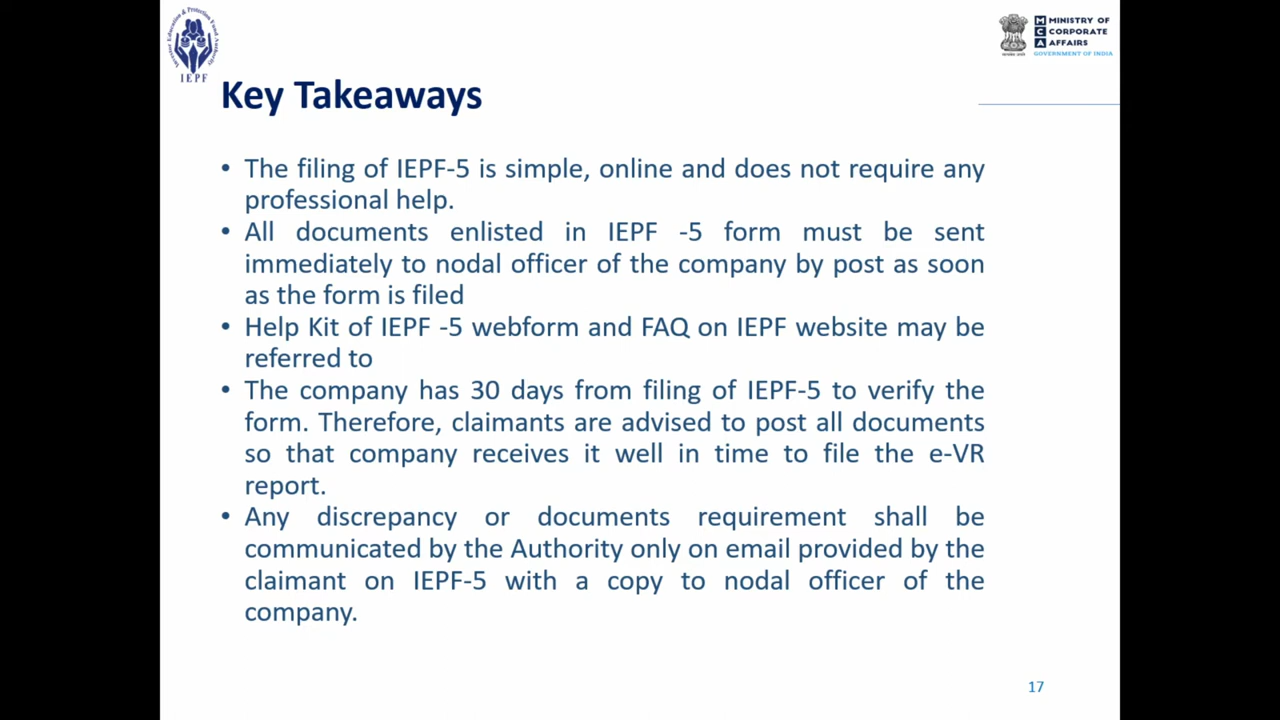 Investor Education & Protection Fund Authority
IEPF
MCA
MINISTRY OF
CORPORATE
AFFAIRS
GOVERNMENT OF INDIA
Key Takeaways
• The filing of IEPF-5 is simple, online and does not require any
professional help.
• All documents enlisted in IEPF -5 form must be sent
immediately to nodal officer of the company by post as soon
as the form is filed
• Help Kit of IEPF -5 webform and FAQ on IEPF website may be
referred to
• The company has 30 days from filing of IEPF-5 to verify the
form. Therefore, claimants are advised to post all documents
so that company receives it well in time to file the e-VR
report.
• Any discrepancy or documents requirement shall be
communicated by the Authority only on email provided by the
claimant on IEPF-5 with a copy to nodal officer of the
company.
17